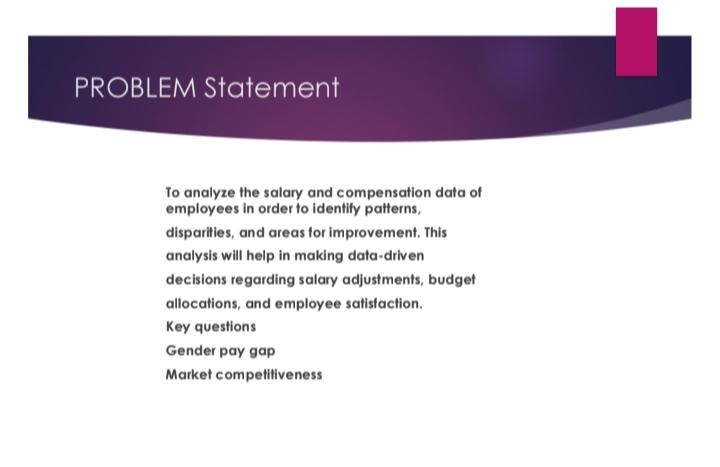 PROBLEM Statement
To analyze the salary and compensation data of
employees in order to identify patterns,
disparities, and areas for improvement. This
analysis will help in making data-driven
decisions regarding salary adjustments, budget
allocations, and employee satisfaction.
Key questions
Gender pay gap
Market competitiveness